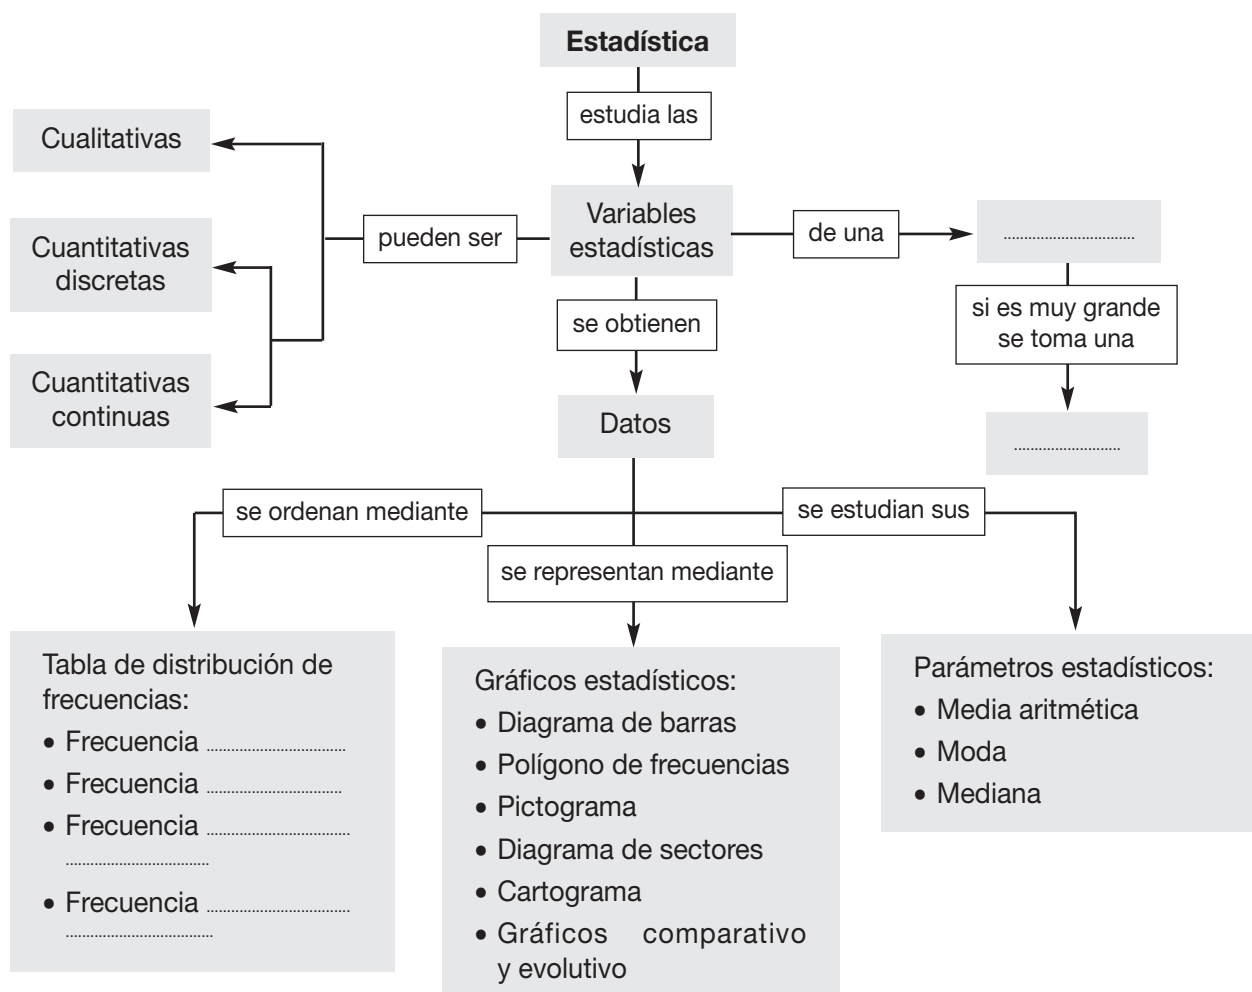 Estadística
estudia las
Cualitativas
Variables
estadísticas
pueden ser
de una
..............................
Cuantitativas
discretas
si es muy grande
se toma una
se obtienen
Cuantitativas
continuas
Datos
..........................
se ordenan mediante
se estudian sus
se representan mediante
Tabla de distribución de
frecuencias:
• Frecuencia ..................................
• Frecuencia .................................
• Frecuencia ...................................
...................................
• Frecuencia ...................................
....................................
Gráficos estadísticos:
• Diagrama de barras
• Polígono de frecuencias
• Pictograma
• Diagrama de sectores
• Cartograma
• Gráficos comparativo
y evolutivo
Parámetros estadísticos:
• Media aritmética
• Moda
• Mediana